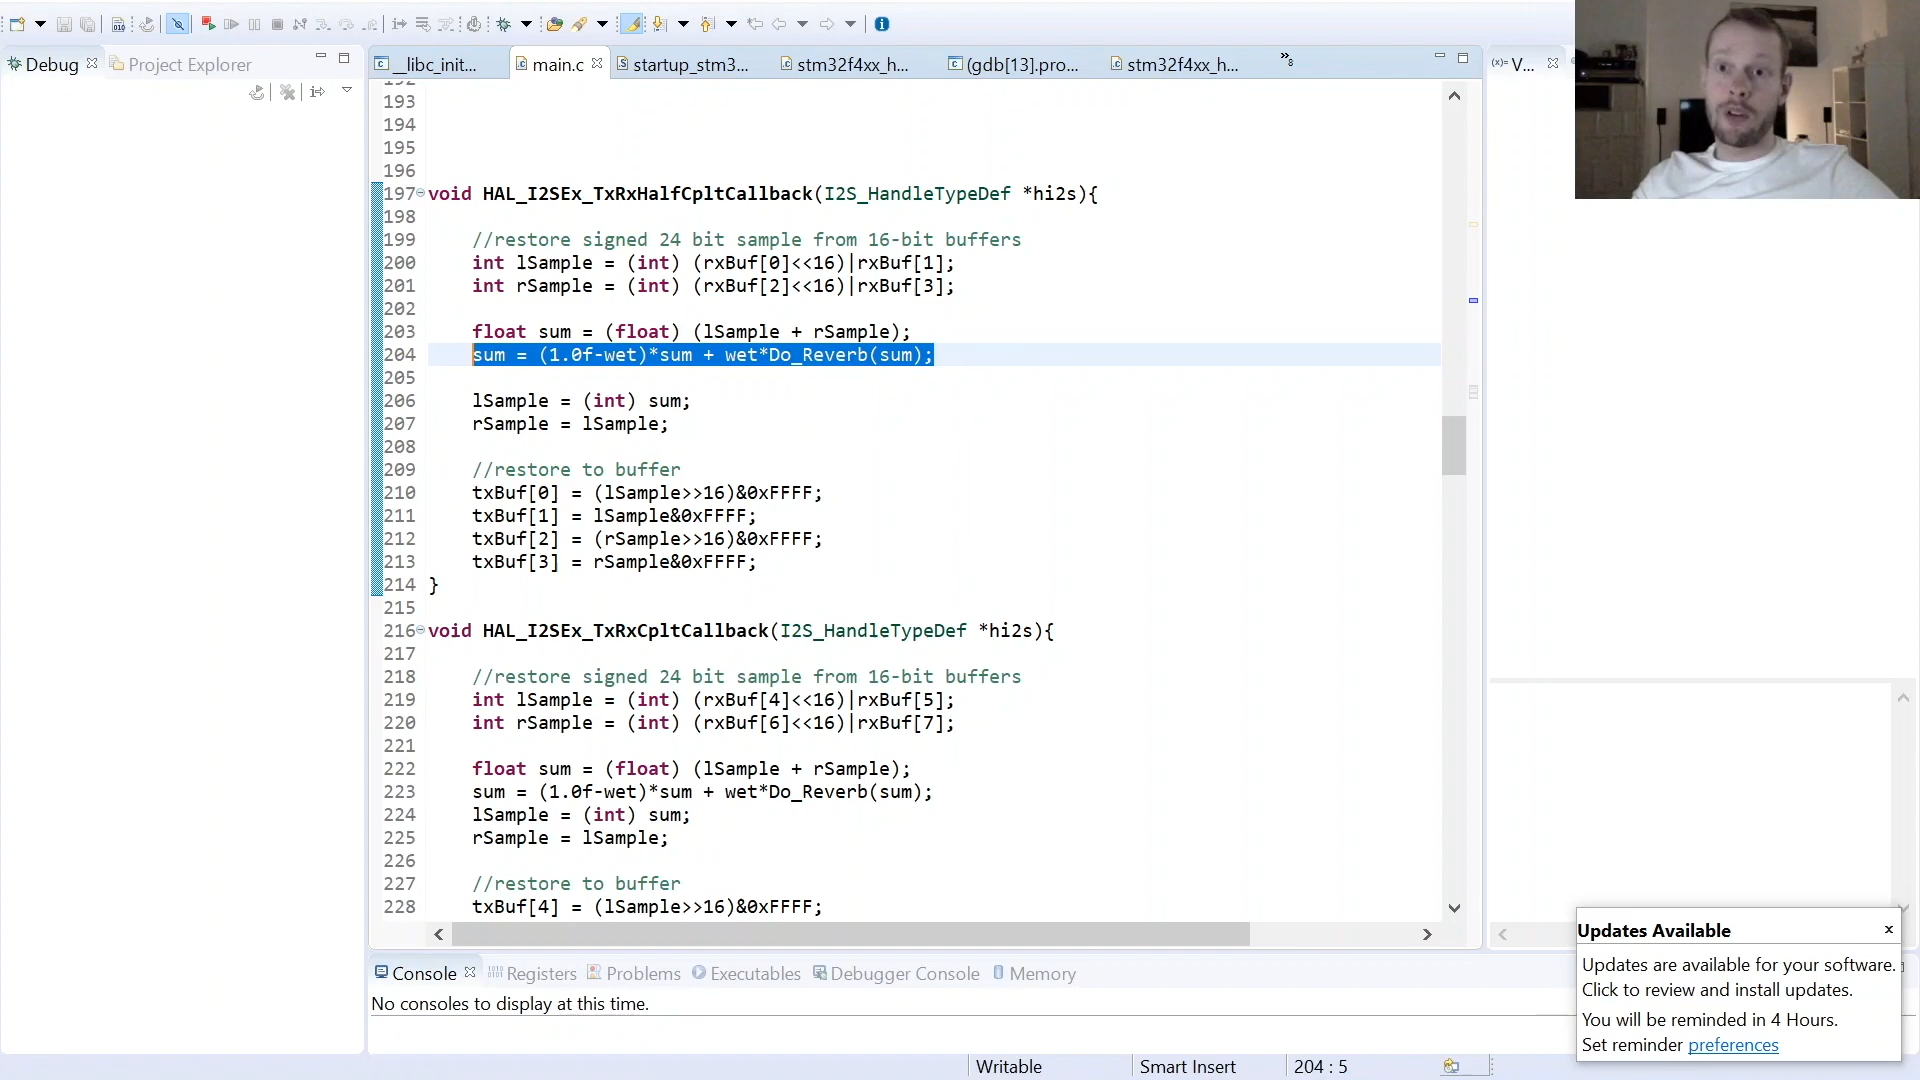 Debug
Project Explorer
__libc_init...
main.c
startup_stm3...
stm32f4xx_h...
(gdb[13].pro...
stm32f4xx_h...
»8
(x)= V...
193
194
195
196
197 void HAL_I2SEx_TxRxHalfCpltCallback(I2S_HandleTypeDef *hi2s){
198
199 //restore signed 24 bit sample from 16-bit buffers
200 int lSample = (int) (rxBuf[0]<<16)|rxBuf[1];
201 int rSample = (int) (rxBuf[2]<<16)|rxBuf[3];
202
203 float sum = (float) (lSample + rSample);
204 sum = (1.0f-wet)*sum + wet*Do_Reverb(sum);
205
206 lSample = (int) sum;
207 rSample = lSample;
208
209 //restore to buffer
210 txBuf[0] = (lSample>>16)&0xFFFF;
211 txBuf[1] = lSample&0xFFFF;
212 txBuf[2] = (rSample>>16)&0xFFFF;
213 txBuf[3] = rSample&0xFFFF;
214 }
215
216 void HAL_I2SEx_TxRxCpltCallback(I2S_HandleTypeDef *hi2s){
217
218 //restore signed 24 bit sample from 16-bit buffers
219 int lSample = (int) (rxBuf[4]<<16)|rxBuf[5];
220 int rSample = (int) (rxBuf[6]<<16)|rxBuf[7];
221
222 float sum = (float) (lSample + rSample);
223 sum = (1.0f-wet)*sum + wet*Do_Reverb(sum);
224 lSample = (int) sum;
225 rSample = lSample;
226
227 //restore to buffer
228 txBuf[4] = (lSample>>16)&0xFFFF;
Console
Registers
Problems
Executables
Debugger Console
Memory
No consoles to display at this time.
Updates Available
Updates are available for your software.
Click to review and install updates.
You will be reminded in 4 Hours.
Set reminder preferences
Writable
Smart Insert
204 : 5